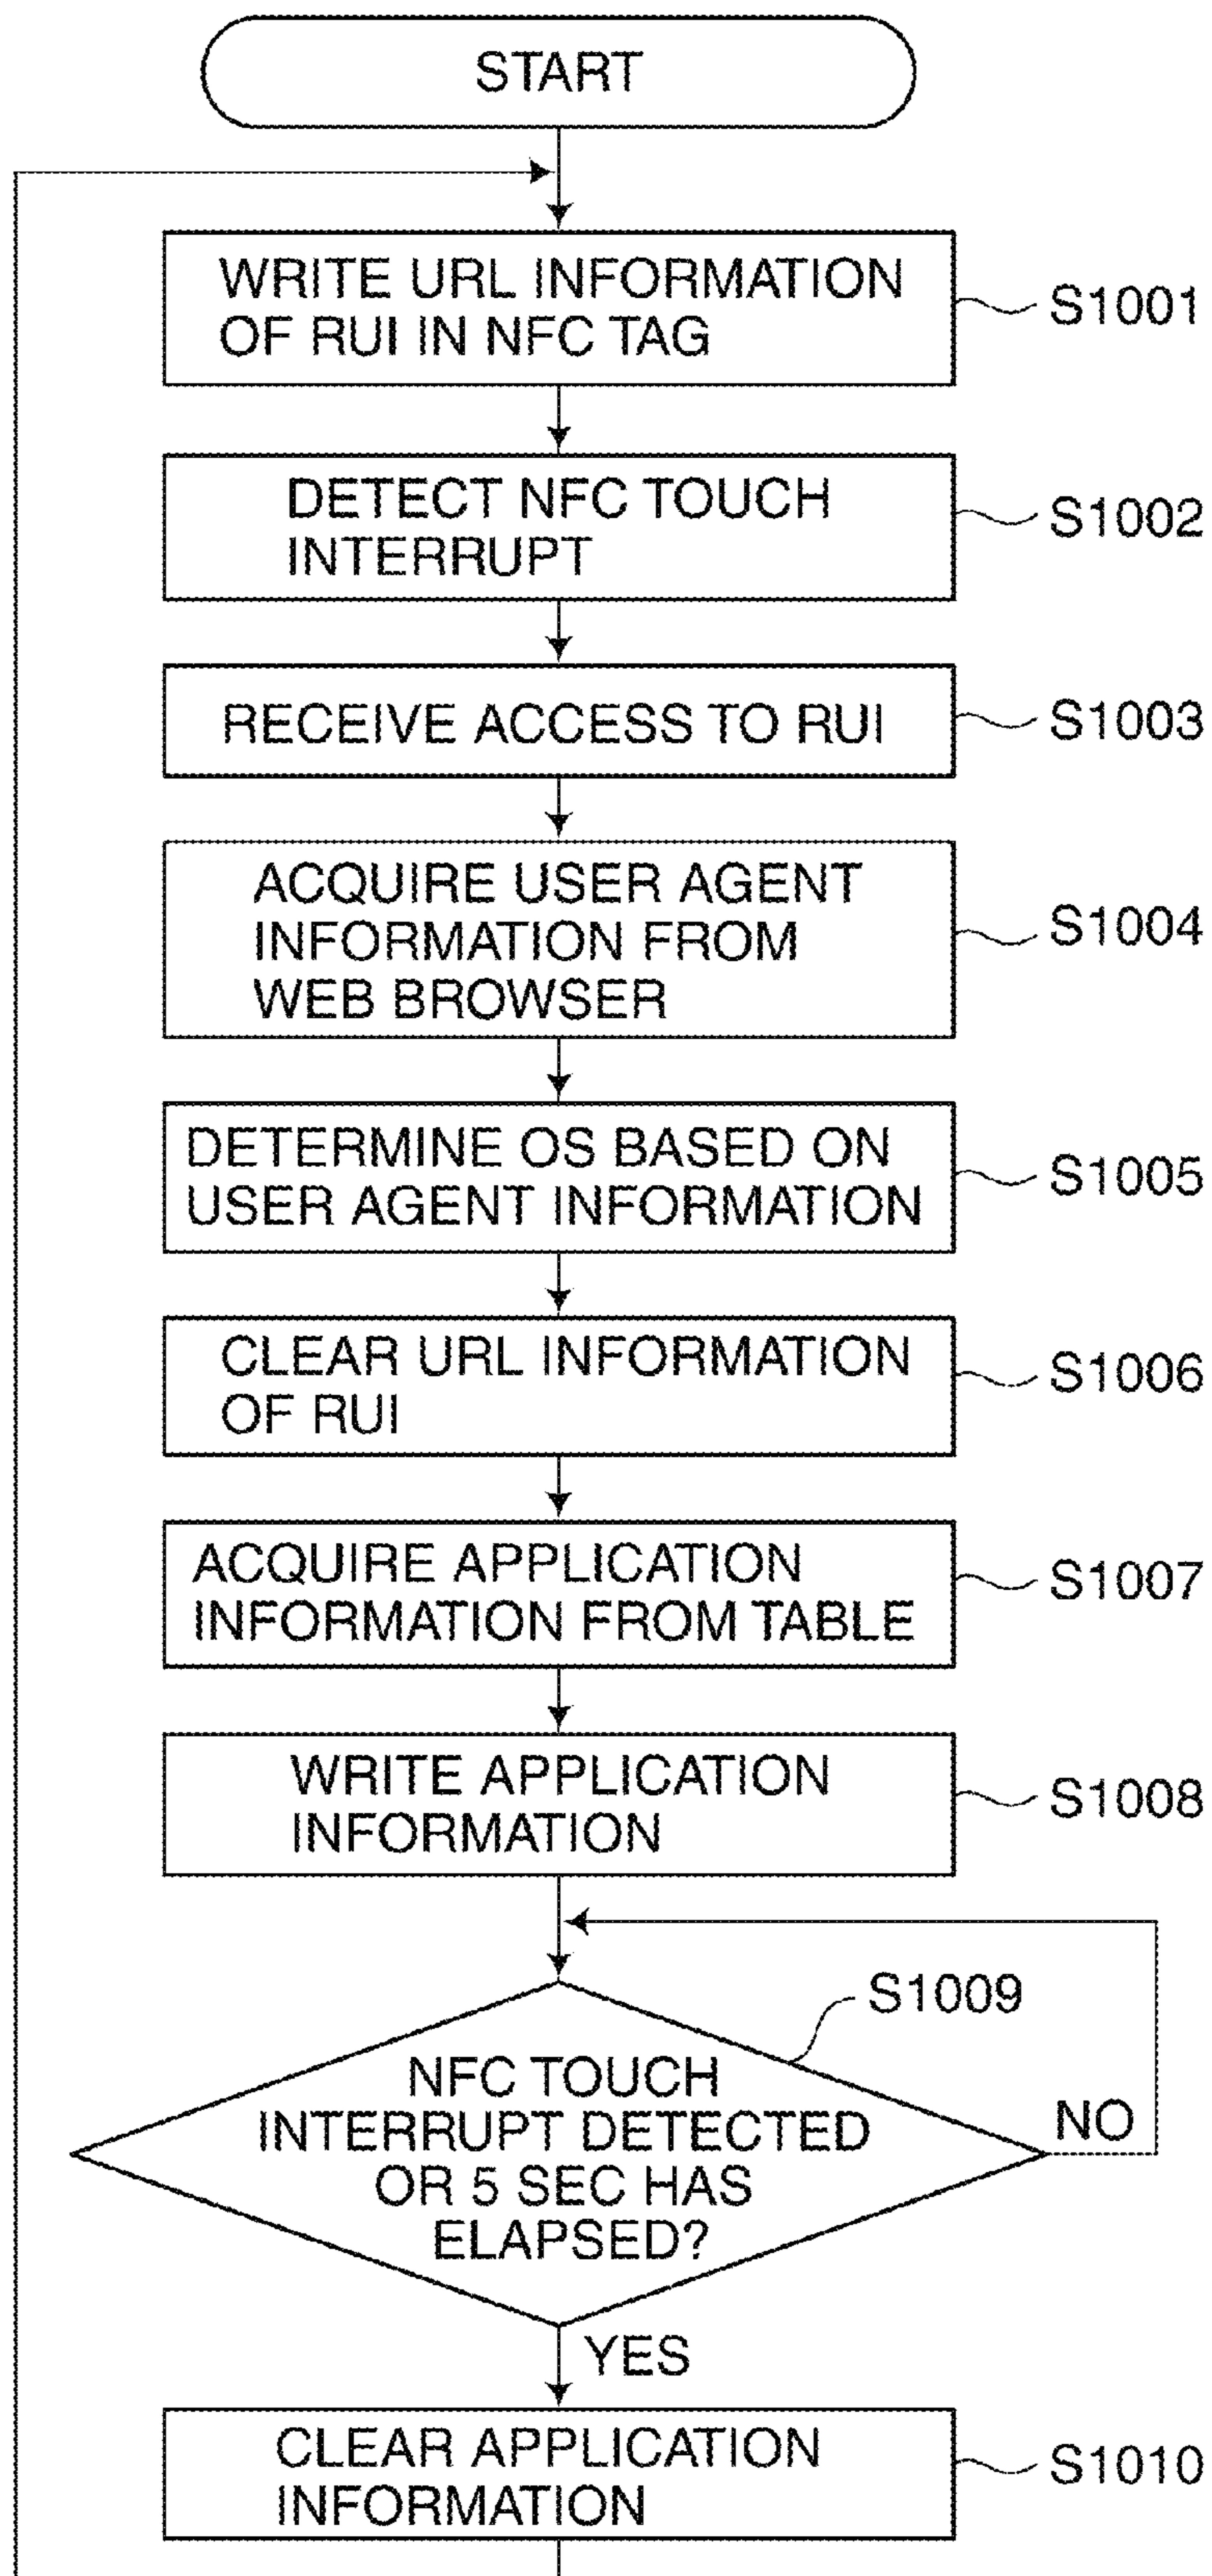 START
WRITE URL INFORMATION
OF RUI IN NFC TAG
S1001
DETECT NFC TOUCH
INTERRUPT
S1002
RECEIVE ACCESS TO RUI
S1003
ACQUIRE USER AGENT
INFORMATION FROM
WEB BROWSER
S1004
DETERMINE OS BASED ON
USER AGENT INFORMATION
S1005
CLEAR URL INFORMATION
OF RUI
S1006
ACQUIRE APPLICATION
INFORMATION FROM TABLE
S1007
WRITE APPLICATION
INFORMATION
S1008
S1009
NFC TOUCH
INTERRUPT DETECTED
OR 5 SEC HAS
ELAPSED?
NO
YES
CLEAR APPLICATION
INFORMATION
S1010